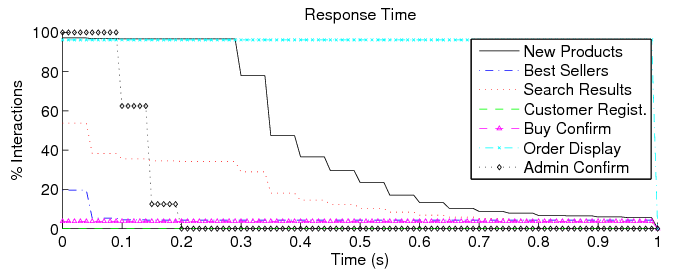 Response Time
% Interactions
100
80
60
40
20
0
0 0.1 0.2 0.3 0.4 0.5 0.6 0.7 0.8 0.9 1
Time (s)
New Products
Best Sellers
Search Results
Customer Regist.
Buy Confirm
Order Display
Admin Confirm